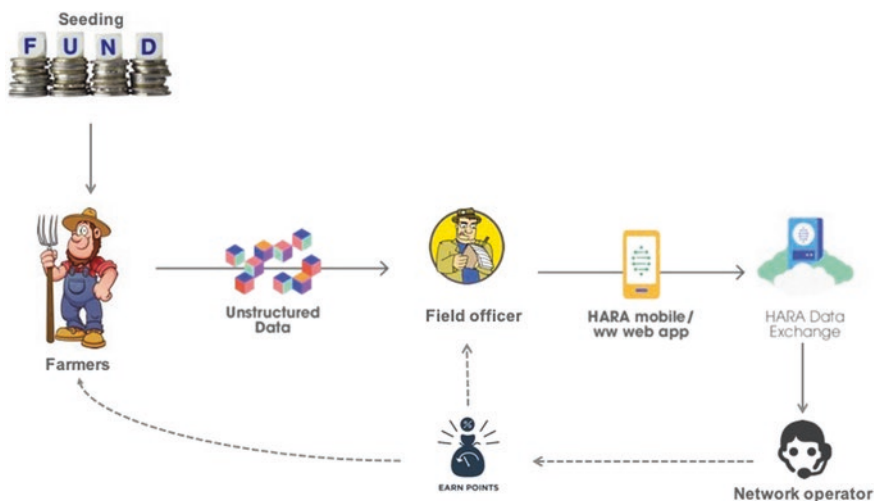 Seeding
FUND
Unstructured
Data
Field officer
HARA mobile/
ww web app
HARA Data
Exchange
Farmers
EARN POINTS
Network operator